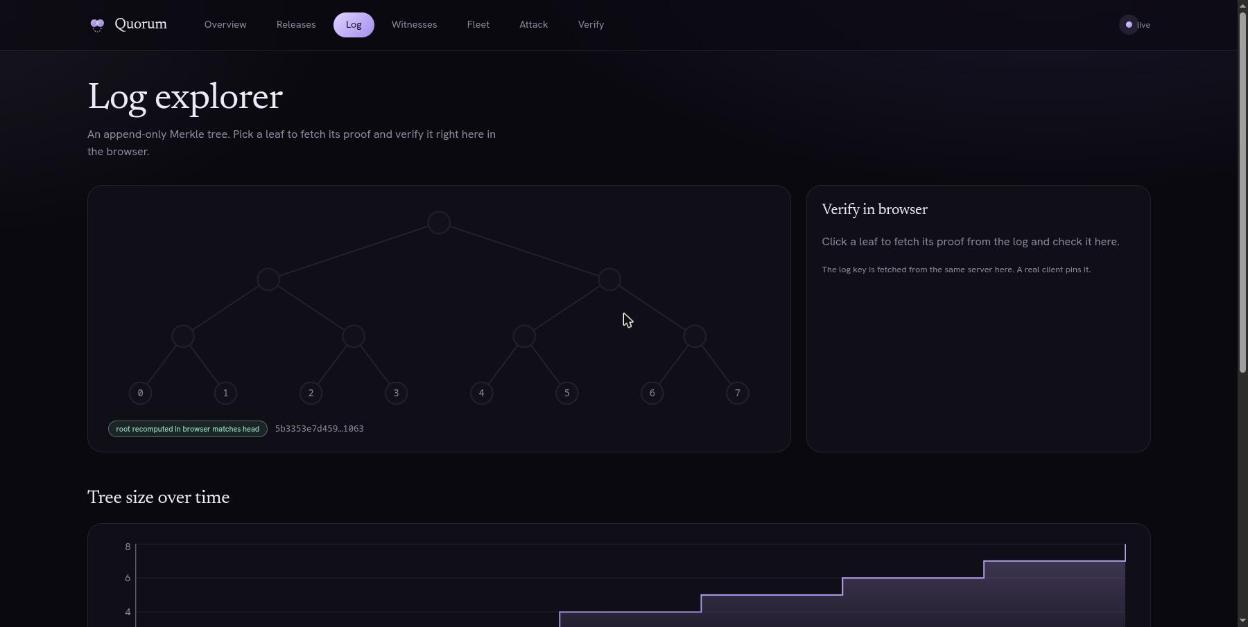 Quorum
Overview
Releases
Log
Witnesses
Fleet
Attack
Verify
live
Log explorer
An append-only Merkle tree. Pick a leaf to fetch its proof and verify it right here in
the browser.
0
1
2
3
4
5
6
7
root recomputed in browser matches head
5b3353e7d459…1063
Verify in browser
Click a leaf to fetch its proof from the log and check it here.
The log key is fetched from the same server here. A real client pins it.
Tree size over time
8
6
4